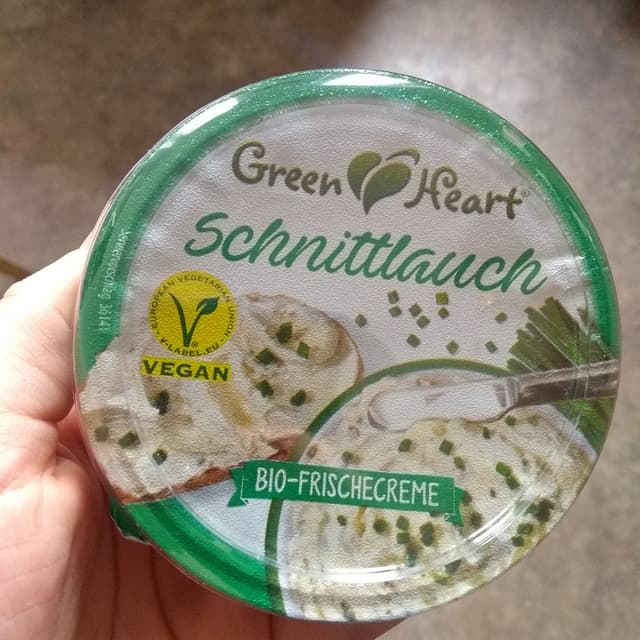 Green Heart®
Schnittlauch
EUROPEAN VEGETARIAN UNION
V-LABEL.EU
VEGAN
BIO-FRISCHECREME